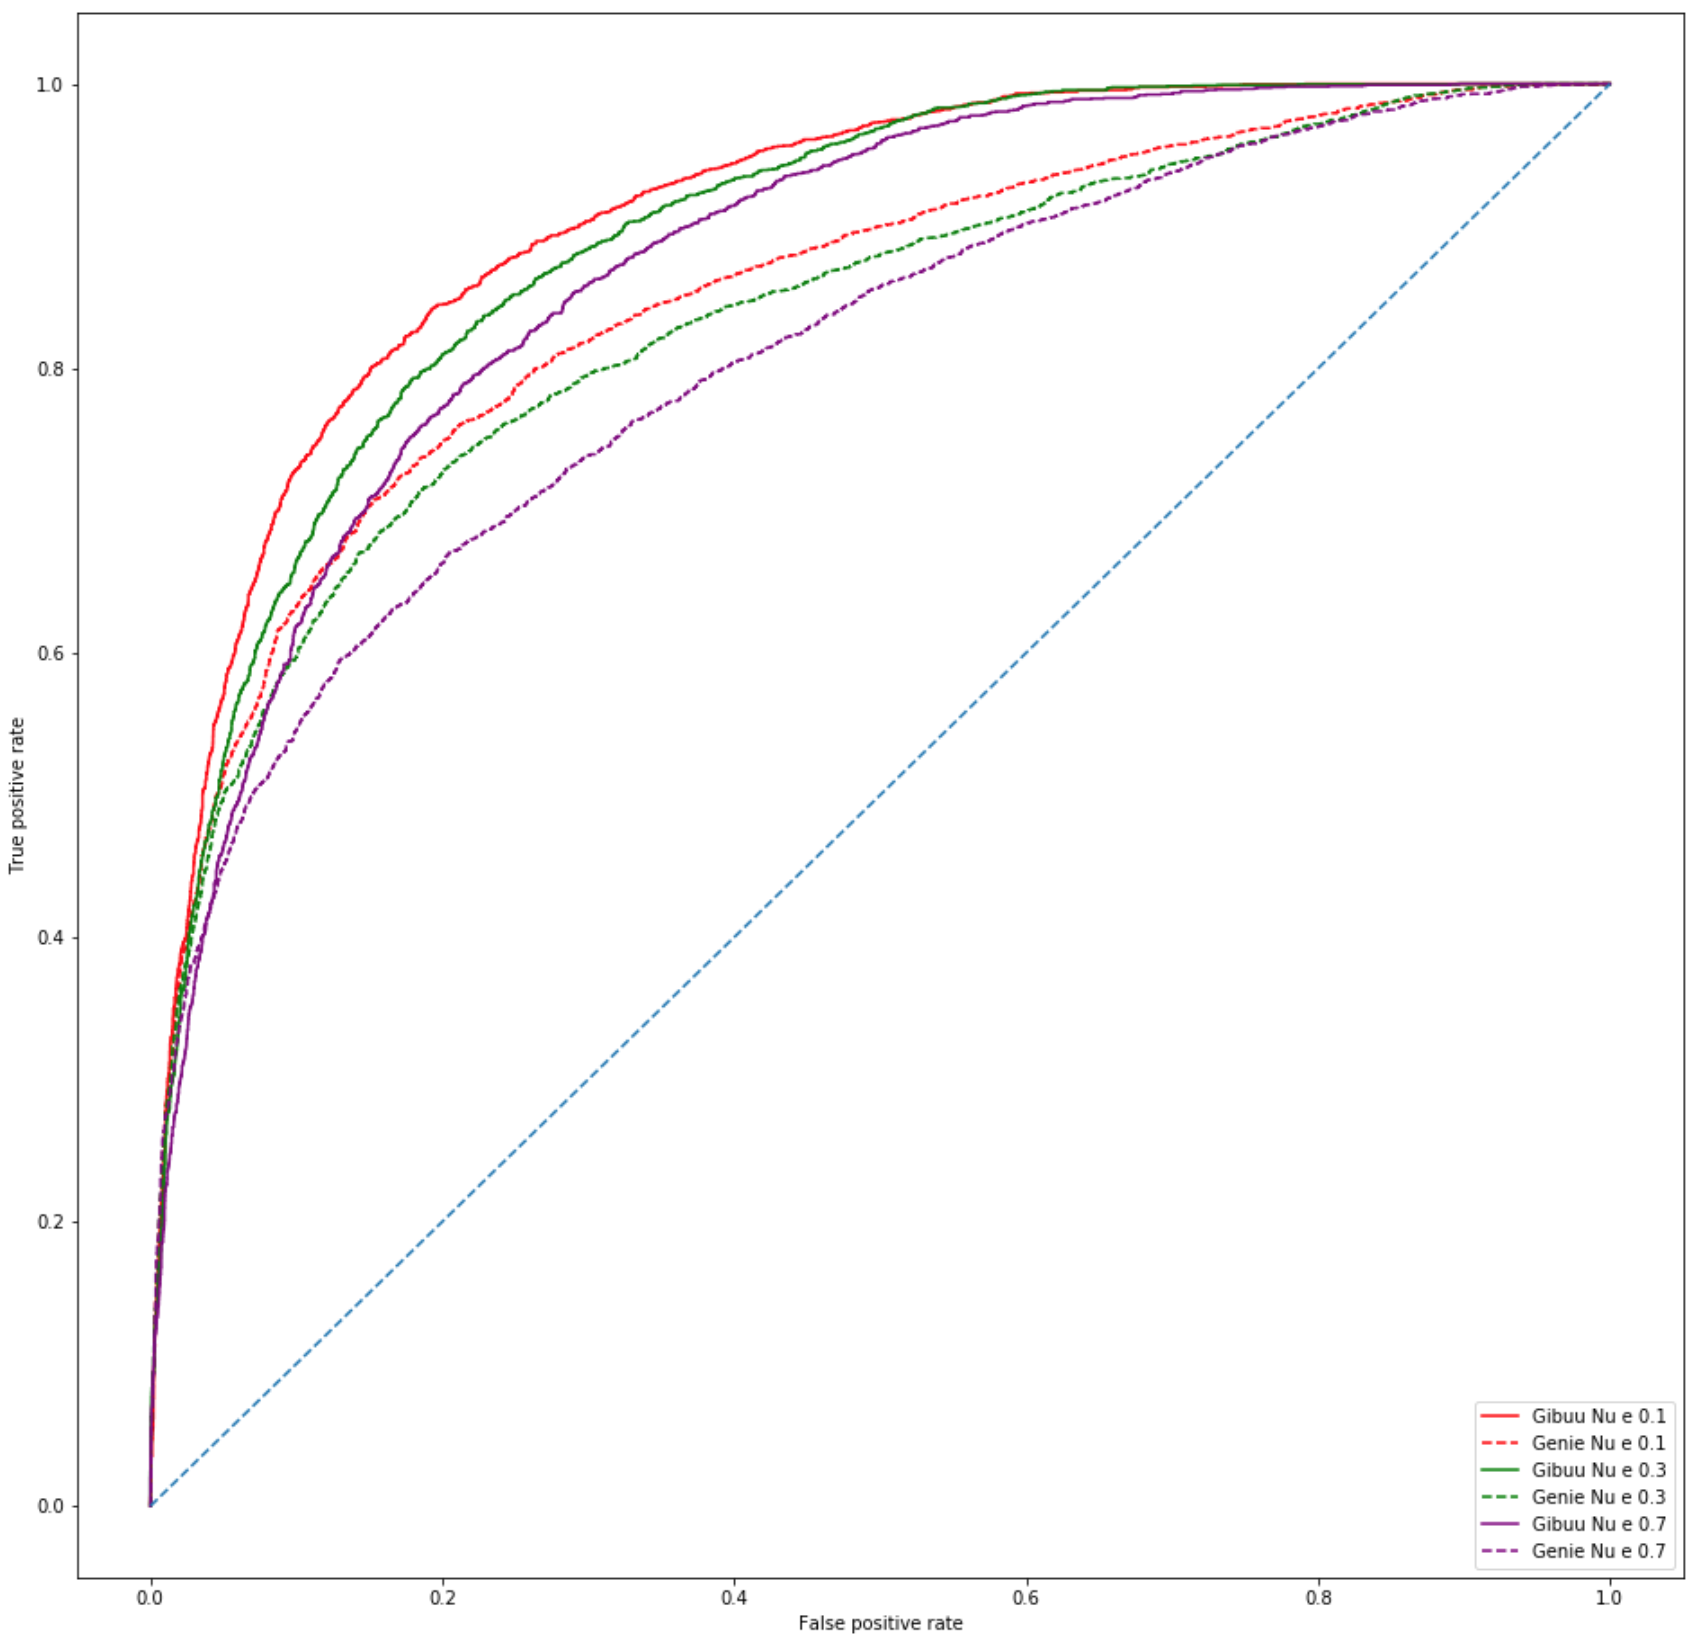 1.0
0.8
0.6
0.4
0.2
0.0
True positive rate
0.0 0.2 0.4 0.6 0.8 1.0
False positive rate
Gibuu Nu e 0.1
Genie Nu e 0.1
Gibuu Nu e 0.3
Genie Nu e 0.3
Gibuu Nu e 0.7
Genie Nu e 0.7